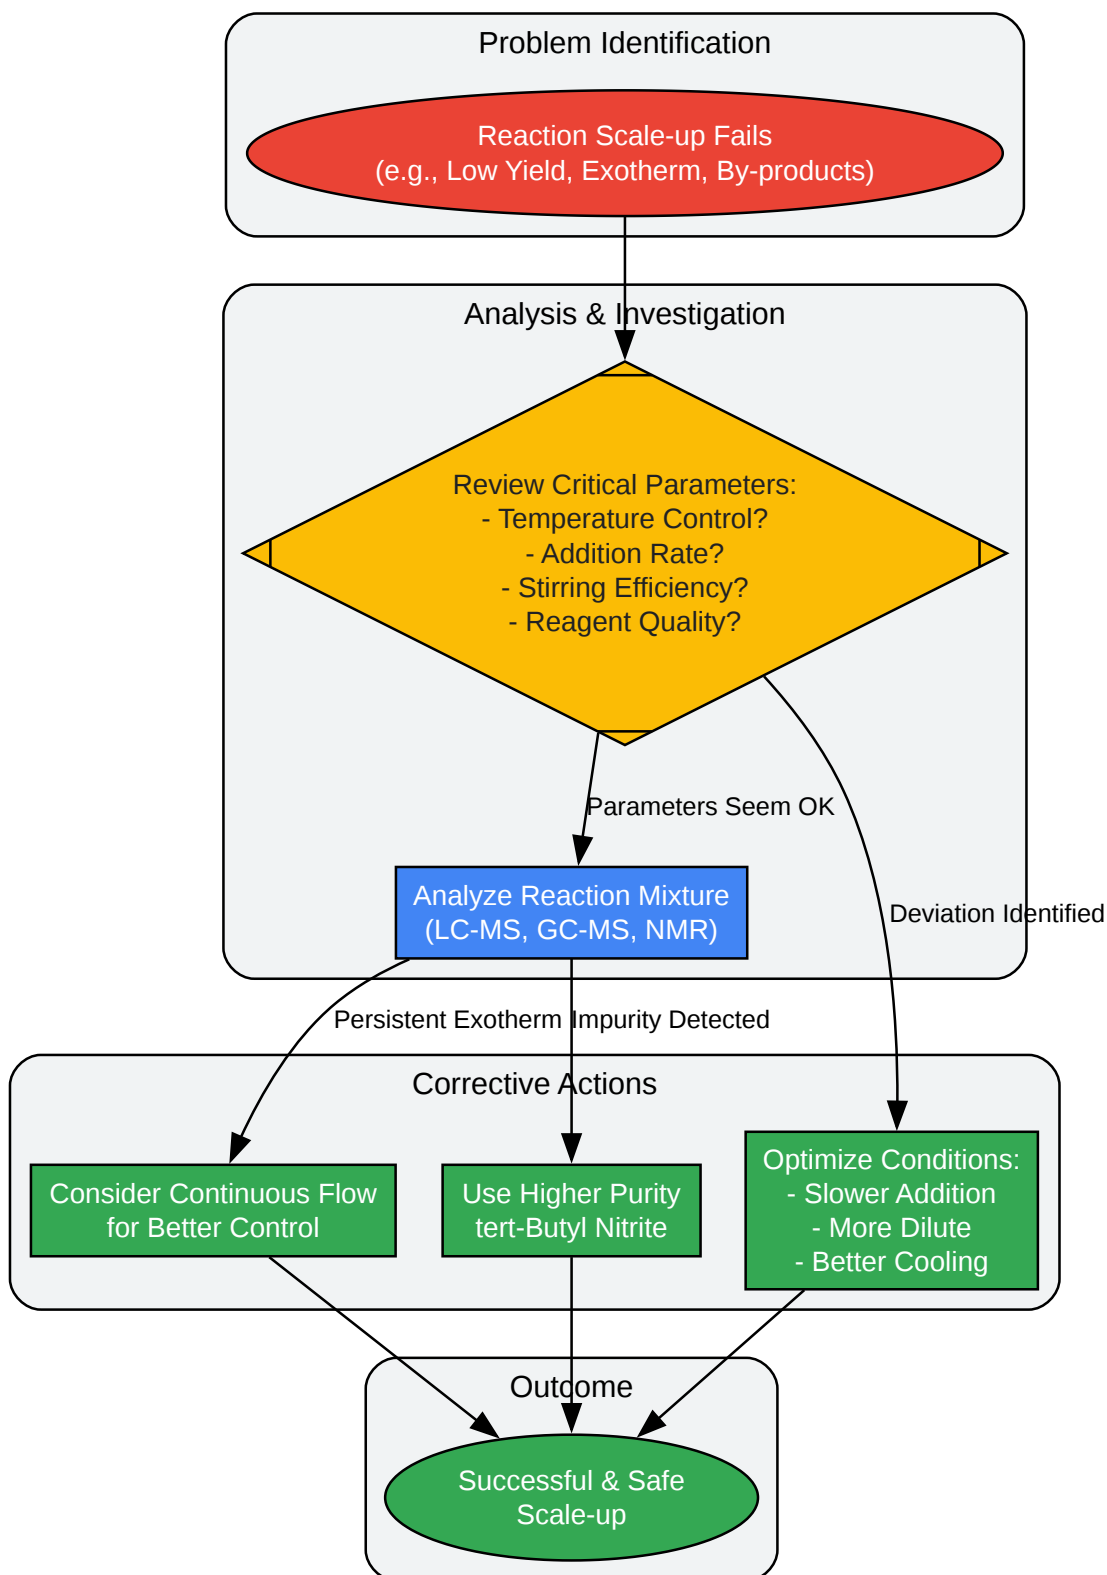 Problem Identification
Reaction Scale-up Fails
(e.g., Low Yield, Exotherm, By-products)
Analysis & Investigation
Review Critical Parameters:
- Temperature Control?
- Addition Rate?
- Stirring Efficiency?
- Reagent Quality?
Parameters Seem OK
Analyze Reaction Mixture
(LC-MS, GC-MS, NMR)
Deviation Identified
Persistent Exotherm
Impurity Detected
Corrective Actions
Consider Continuous Flow
for Better Control
Use Higher Purity
tert-Butyl Nitrite
Optimize Conditions:
- Slower Addition
- More Dilute
- Better Cooling
Outcome
Successful & Safe
Scale-up